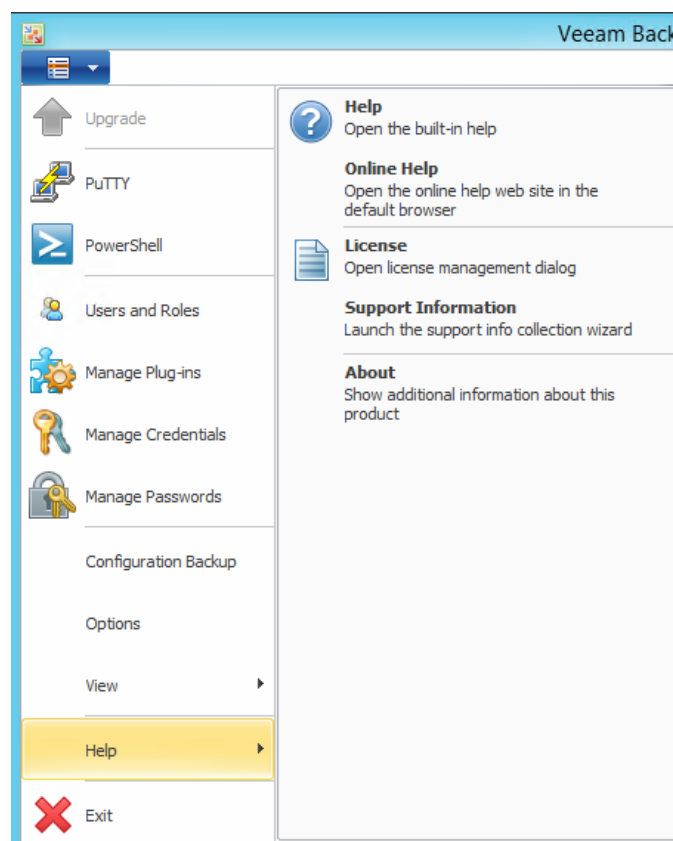 Veeam Back
Upgrade
PuTTY
PowerShell
Users and Roles
Manage Plug-ins
Manage Credentials
Manage Passwords
Configuration Backup
Options
View
Help
Exit
Help
Open the built-in help
Online Help
Open the online help web site in the
default browser
License
Open license management dialog
Support Information
Launch the support info collection wizard
About
Show additional information about this
product